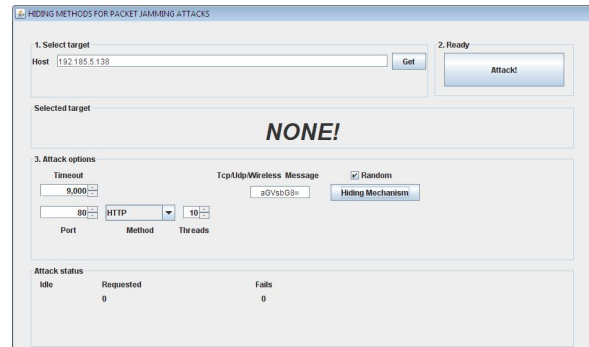 HIDING METHODS FOR PACKET JAMMING ATTACKS
1. Select target
Host 192.185.5.138 Get
2. Ready
Attack!
Selected target
NONE!
3. Attack options
Timeout Tcp/Udp/Wireless Message Random
9,000 aGVsbG8= Hiding Mechanism
80 HTTP 10
Port Method Threads
Attack status
Idle Requested Fails
0 0